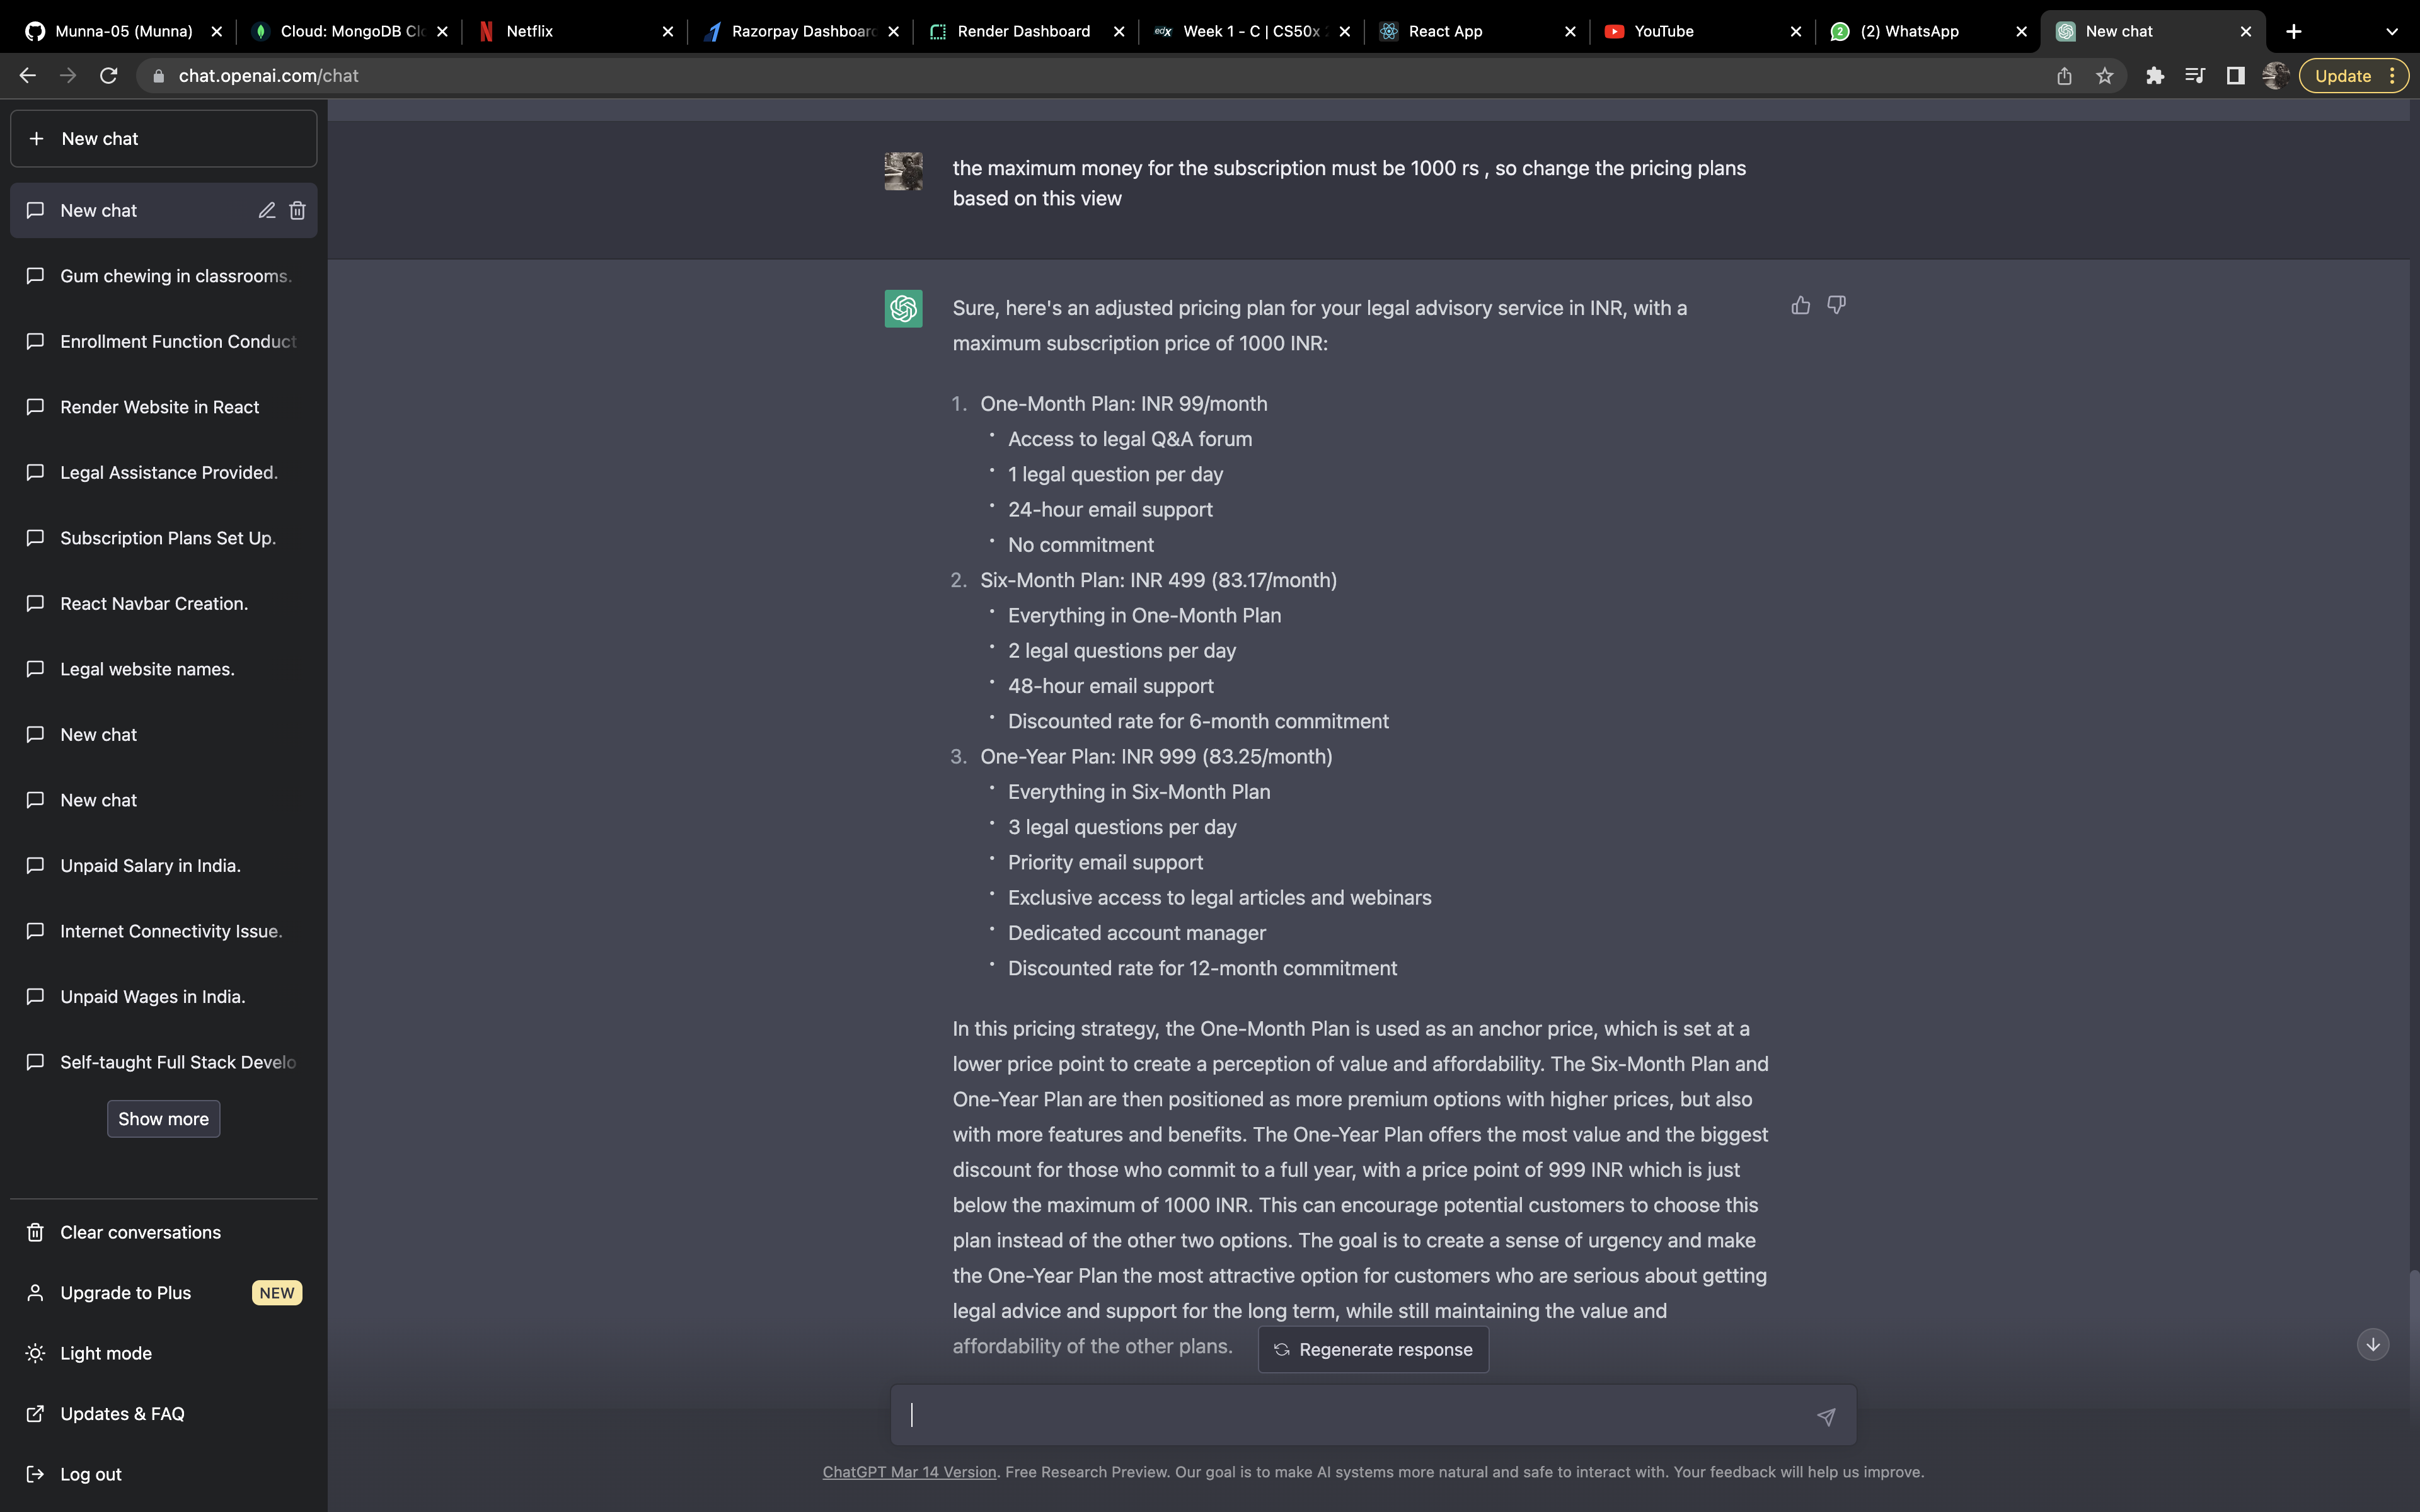 Munna-05 (Munna)
Cloud: MongoDB Cl
Netflix
Razorpay Dashboard
Render Dashboard
edX Week 1 - C | CS50x
React App
YouTube
2 (2) WhatsApp
New chat
chat.openai.com/chat
Update
New chat
New chat
Gum chewing in classrooms.
Enrollment Function Conduct
Render Website in React
Legal Assistance Provided.
Subscription Plans Set Up.
React Navbar Creation.
Legal website names.
New chat
New chat
Unpaid Salary in India.
Internet Connectivity Issue.
Unpaid Wages in India.
Self-taught Full Stack Develo
Show more
Clear conversations
Upgrade to Plus NEW
Light mode
Updates & FAQ
Log out
the maximum money for the subscription must be 1000 rs , so change the pricing plans
based on this view
Sure, here's an adjusted pricing plan for your legal advisory service in INR, with a
maximum subscription price of 1000 INR:
1. One-Month Plan: INR 99/month
• Access to legal Q&A forum
• 1 legal question per day
• 24-hour email support
• No commitment
2. Six-Month Plan: INR 499 (83.17/month)
• Everything in One-Month Plan
• 2 legal questions per day
• 48-hour email support
• Discounted rate for 6-month commitment
3. One-Year Plan: INR 999 (83.25/month)
• Everything in Six-Month Plan
• 3 legal questions per day
• Priority email support
• Exclusive access to legal articles and webinars
• Dedicated account manager
• Discounted rate for 12-month commitment
In this pricing strategy, the One-Month Plan is used as an anchor price, which is set at a
lower price point to create a perception of value and affordability. The Six-Month Plan and
One-Year Plan are then positioned as more premium options with higher prices, but also
with more features and benefits. The One-Year Plan offers the most value and the biggest
discount for those who commit to a full year, with a price point of 999 INR which is just
below the maximum of 1000 INR. This can encourage potential customers to choose this
plan instead of the other two options. The goal is to create a sense of urgency and make
the One-Year Plan the most attractive option for customers who are serious about getting
legal advice and support for the long term, while still maintaining the value and
affordability of the other plans.
Regenerate response
ChatGPT Mar 14 Version. Free Research Preview. Our goal is to make AI systems more natural and safe to interact with. Your feedback will help us improve.